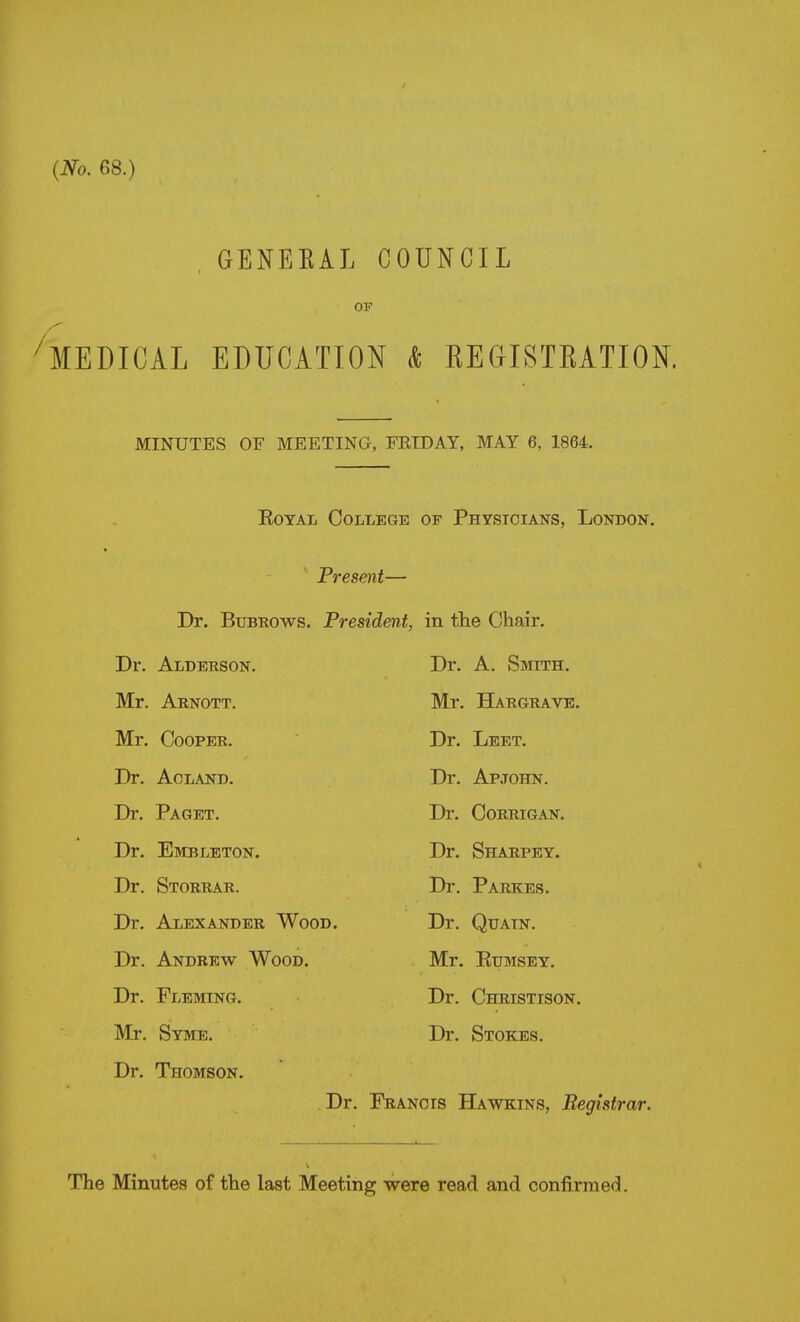 (No. 68.)
GENERAL COUNCIL
OF
MEDICAL EDUCATION & REGISTRATION.
MINUTES OF MEETING, FRIDAY, MAY 6, 1864.
ROYAL COLLEGE OF PHYSICIANS, LONDON.
Present—
Dr. BURROWS. President, in the Chair.
Dr. ALDERSON. Dr. A. SMITH.
Mr. ARNOTT. Mr. HARGRAVE.
Mr. COOPER. Dr. LEET.
Dr. ACLAND. Dr. APJOHN.
Dr. PAGET. Dr. CORRIGAN.
Dr. EMBLETON. Dr. SHARPEY.
Dr. STORRAR. Dr. PARKES.
Dr. ALEXANDER WOOD. Dr. QUAIN.
Dr. ANDREW WOOD. Mr. RUMSEY.
Dr. FLEMING. Dr. CHRISTISON.
Mr. SYME. Dr. STOKES.
Dr. THOMSON.
Dr. FRANCIS HAWKINS, Registrar.
The Minutes of the last Meeting were read and confirmed.